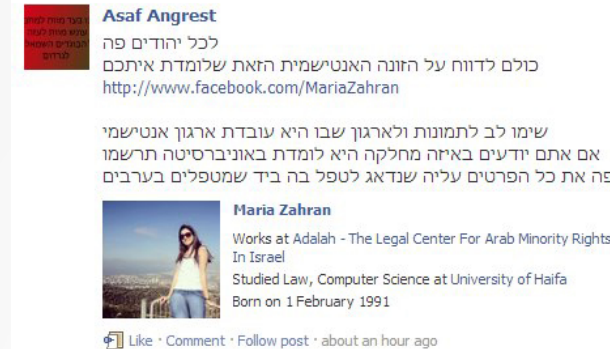 Asaf Angrest
לכל יהודים פה
כולם לדווח על הזונה האנטישמית הזאת שלומדת איתכם
http://www.facebook.com/MariaZahran
שימו לב לתמונות ולארגון שבו היא עובדת ארגון אנטישמי
אם אתם יודעים באיזה מחלקה היא לומדת באוניברסיטה תרשמו
פה את כל הפרטים עליה שנדאג לטפל בה ביד שמטפלים בערבים
Maria Zahran
Works at Adalah - The Legal Center For Arab Minority Rights
In Israel
Studied Law, Computer Science at University of Haifa
Born on 1 February 1991
Like · Comment · Follow post · about an hour ago